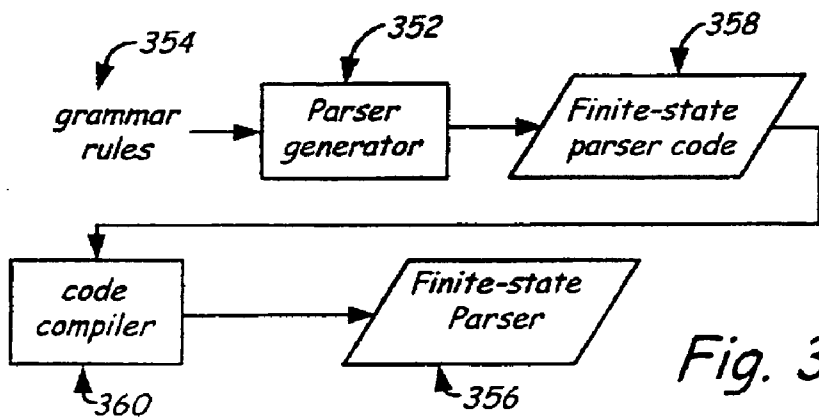 354
352
358
grammar
rules
Parser
generator
Finite-state
parser code
code
compiler
Finite-state
Parser
360
356
Fig. 3